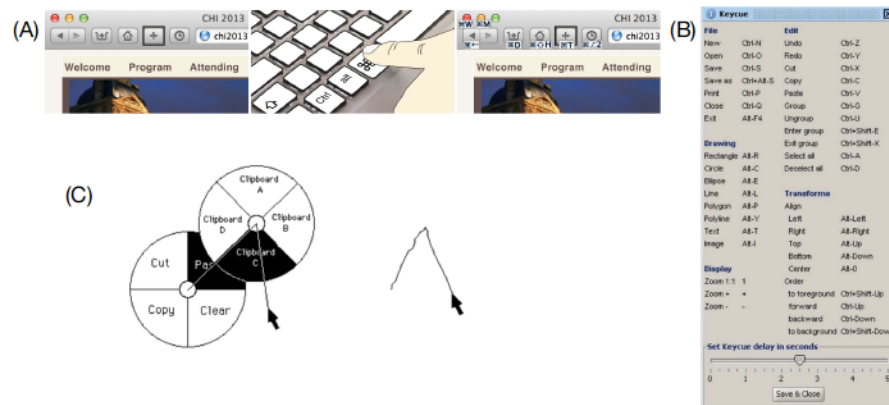 (A)
CHI 2013
chi2013
Welcome Program Attending
Ctrl
alt
⌘
⌘W ⌘M
CHI 2013
⌘D ⌘⇧H ⌘T ⌘/2
chi2013
Welcome Program Attending
(B)
Keycue
File Edit
New Ctrl-N Undo Ctrl-Z
Open Ctrl-O Redo Ctrl-Y
Save Ctrl-S Cut Ctrl-X
Save as Ctrl+Alt-S Copy Ctrl-C
Print Ctrl-P Paste Ctrl-V
Close Ctrl-Q Group Ctrl-G
Exit Alt-F4 Ungroup Ctrl-U
Enter group Ctrl+Shift-E
Drawing Exit group Ctrl+Shift-X
Rectangle Alt-R Select all Ctrl-A
Circle Alt-C Deselect all Ctrl-D
Ellipse Alt-E
Line Alt-L Transforms
Polygon Alt-P Align
Polyline Alt-Y Left Alt-Left
Text Alt-T Right Alt-Right
Image Alt-I Top Alt-Up
Bottom Alt-Down
Display Center Alt-0
Zoom 1:1 1 Order
Zoom + + to foreground Ctrl+Shift-Up
Zoom - - forward Ctrl-Up
backward Ctrl-Down
to background Ctrl+Shift-Dow
Set Keycue delay in seconds
0 1 2 3 4 5
Save & Close
(C)
Clipboard
A
Clipboard
D
Clipboard
B
Clipboard
C
Cut
Pas
Copy
Clear